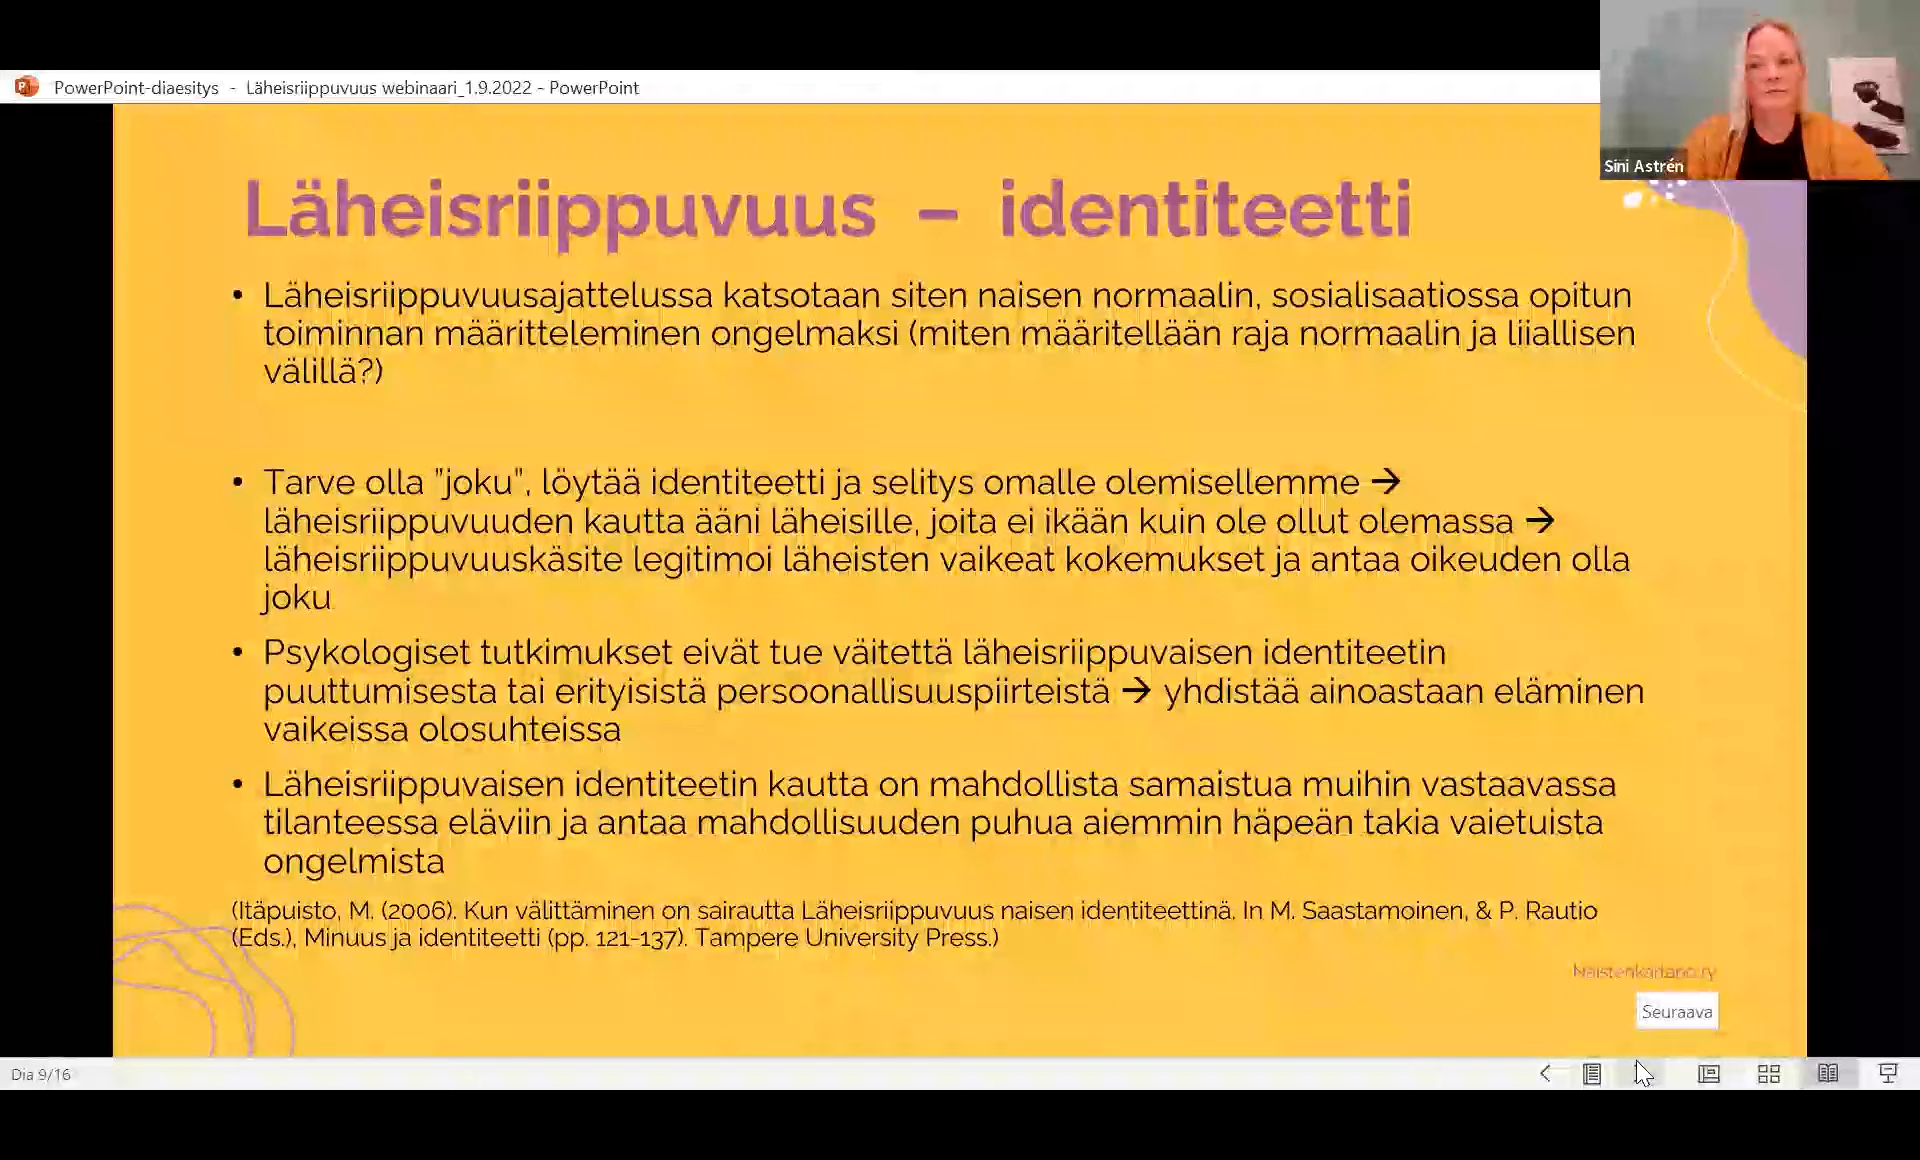 PowerPoint-diaesitys - Läheisriippuvuus webinaari_1.9.2022 - PowerPoint
Sini Astrén
Läheisriippuvuus – identiteetti
• Läheisriippuvuusajattelussa katsotaan siten naisen normaalin, sosialisaatiossa opitun
toiminnan määritteleminen ongelmaksi (miten määritellään raja normaalin ja liiallisen
välillä?)
• Tarve olla ”joku”, löytää identiteetti ja selitys omalle olemisellemme →
läheisriippuvuuden kautta ääni läheisille, joita ei ikään kuin ole ollut olemassa →
läheisriippuvuuskäsite legitimoi läheisten vaikeat kokemukset ja antaa oikeuden olla
joku
• Psykologiset tutkimukset eivät tue väitettä läheisriippuvaisen identiteetin
puuttumisesta tai erityisistä persoonallisuuspiirteistä → yhdistää ainoastaan eläminen
vaikeissa olosuhteissa
• Läheisriippuvaisen identiteetin kautta on mahdollista samaistua muihin vastaavassa
tilanteessa eläviin ja antaa mahdollisuuden puhua aiemmin häpeän takia vaietuista
ongelmista
(Itäpuisto, M. (2006). Kun välittäminen on sairautta Läheisriippuvuus naisen identiteettinä. In M. Saastamoinen, & P. Rautio
(Eds.), Minuus ja identiteetti (pp. 121-137). Tampere University Press.)
Naistenkartano ry
Seuraava
Dia 9/16